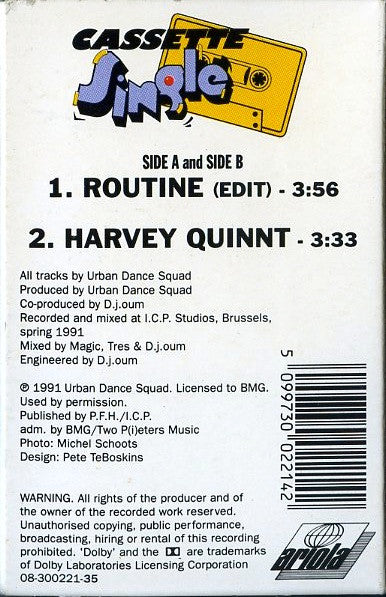 CASSETTE
Single
SIDE A and SIDE B
1. ROUTINE (EDIT) - 3:56
2. HARVEY QUINNT - 3:33
All tracks by Urban Dance Squad
Produced by Urban Dance Squad
Co-produced by D.j.oum
Recorded and mixed at I.C.P. Studios, Brussels,
spring 1991
Mixed by Magic, Tres & D.j.oum
Engineered by D.j.oum
℗ 1991 Urban Dance Squad. Licensed to BMG.
Used by permission.
Published by P.F.H./I.C.P.
adm. by BMG/Two P(i)eters Music
Photo: Michel Schoots
Design: Pete TeBoskins
5 099730 022142
WARNING. All rights of the producer and of
the owner of the recorded work reserved.
Unauthorised copying, public performance,
broadcasting, hiring or rental of this recording
prohibited. 'Dolby' and the are trademarks
of Dolby Laboratories Licensing Corporation
08-300221-35
ariola